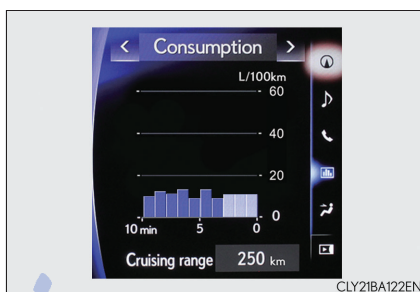 < Consumption >
L/100km
60
40
20
0
10 min 5 0
Cruising range 250 km
CLY21BA122EN